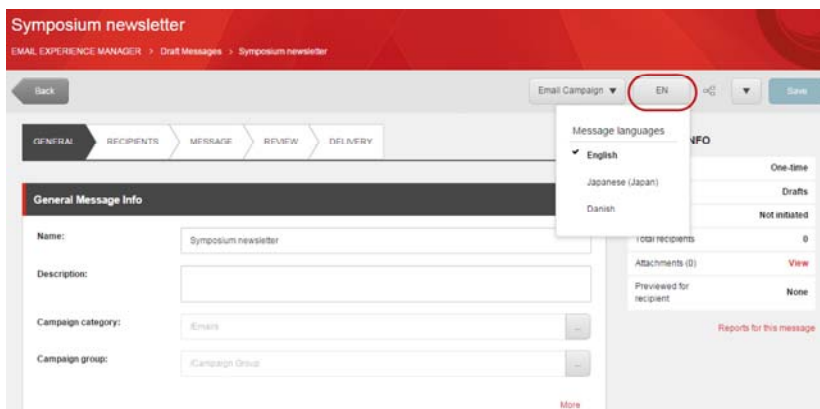 Symposium newsletter
EMAIL EXPERIENCE MANAGER > Draft Messages > Symposium newsletter
Back
Email Campaign ▼
EN
▼
Save
GENERAL
RECIPIENTS
MESSAGE
REVIEW
DELIVERY
Message languages
✔ English
Japanese (Japan)
Danish
NFO
One-time
Drafts
Not initiated
Total recipients 0
Attachments (0) View
Previewed for
recipient
None
Reports for this message
General Message Info
Name: Symposium newsletter
Description:
Campaign category: /Emails ...
Campaign group: /Campaign Group ...
More